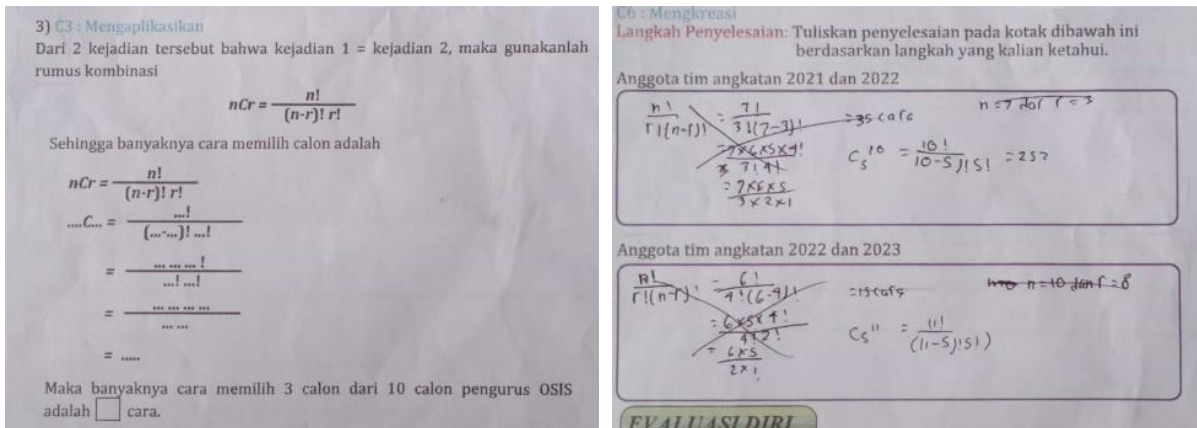 3) C3 : Mengaplikasikan
Dari 2 kejadian tersebut bahwa kejadian 1 = kejadian 2, maka gunakanlah
rumus kombinasi
nCr = n! / (n-r)! r!
Sehingga banyaknya cara memilih calon adalah
nCr = n! / (n-r)! r!
....C... = ...! / (...-...)! ...!
= ... ... ... ! / ...! ...!
= ... ... ... ... / ... ...
= .....
Maka banyaknya cara memilih 3 calon dari 10 calon pengurus OSIS
adalah cara.
C6 : Mengkreasi
Langkah Penyelesaian: Tuliskan penyelesaian pada kotak dibawah ini
berdasarkan langkah yang kalian ketahui.
Anggota tim angkatan 2021 dan 2022
n! / r!(n-r)! = 7! / 3!(7-3)! = 35 cara n = 7 dar r = 3
= 7×6×5×4! / 3!4!
C₅¹⁰ = 10! / 10-5)!5! = 252
= 7×6×5 / 3×2×1
Anggota tim angkatan 2022 dan 2023
n! / r!(n-r)! = 6! / 4!(6-4)! = 15 cara n = 10 dan r = 8
= 6×5×4! / 4!2!
C₅¹¹ = 11! / (11-5)!5!)
= 6×5 / 2×1
EVALUASI DIRI